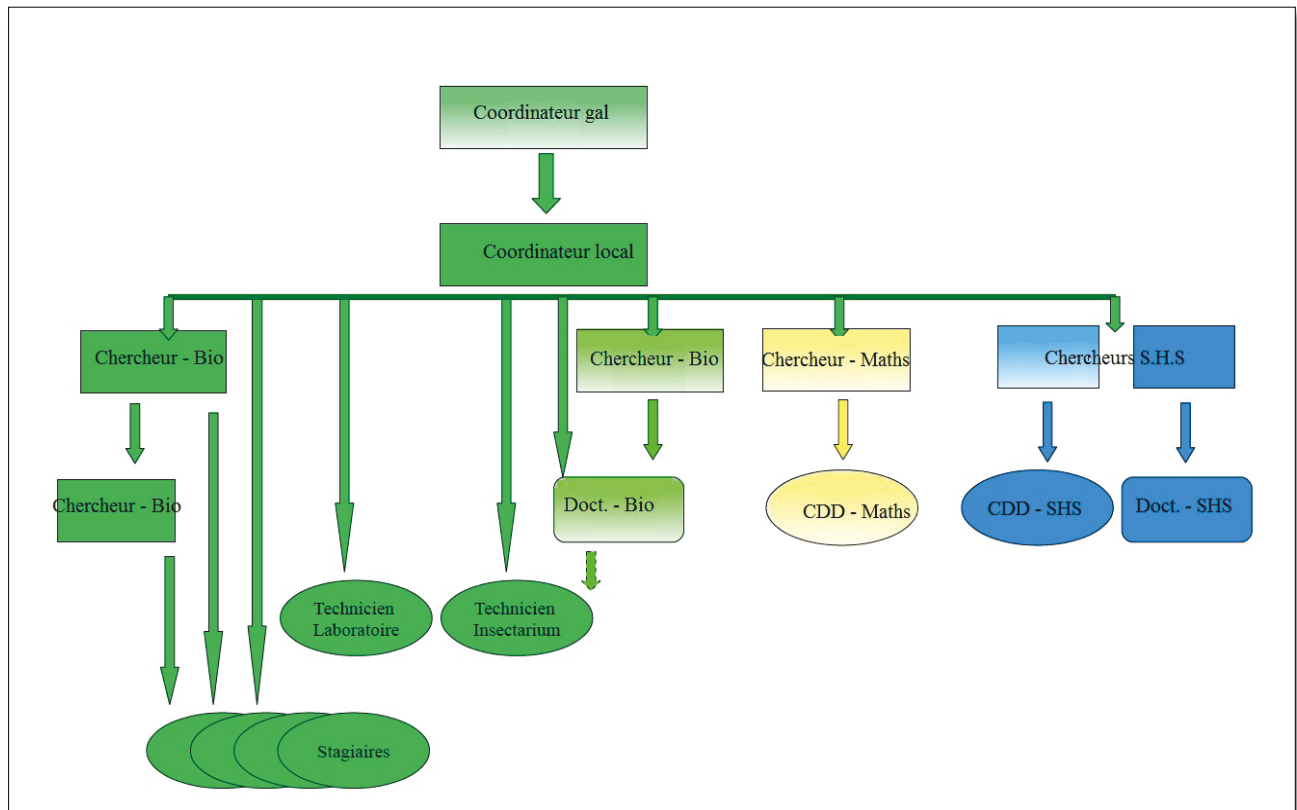 Coordinateur gal
Coordinateur local
Chercheur - Bio
Chercheur - Bio
Chercheur - Maths
Chercheurs S.H.S
Chercheur - Bio
Doct. - Bio
CDD - Maths
CDD - SHS
Doct. - SHS
Technicien
Laboratoire
Technicien
Insectarium
Stagiaires